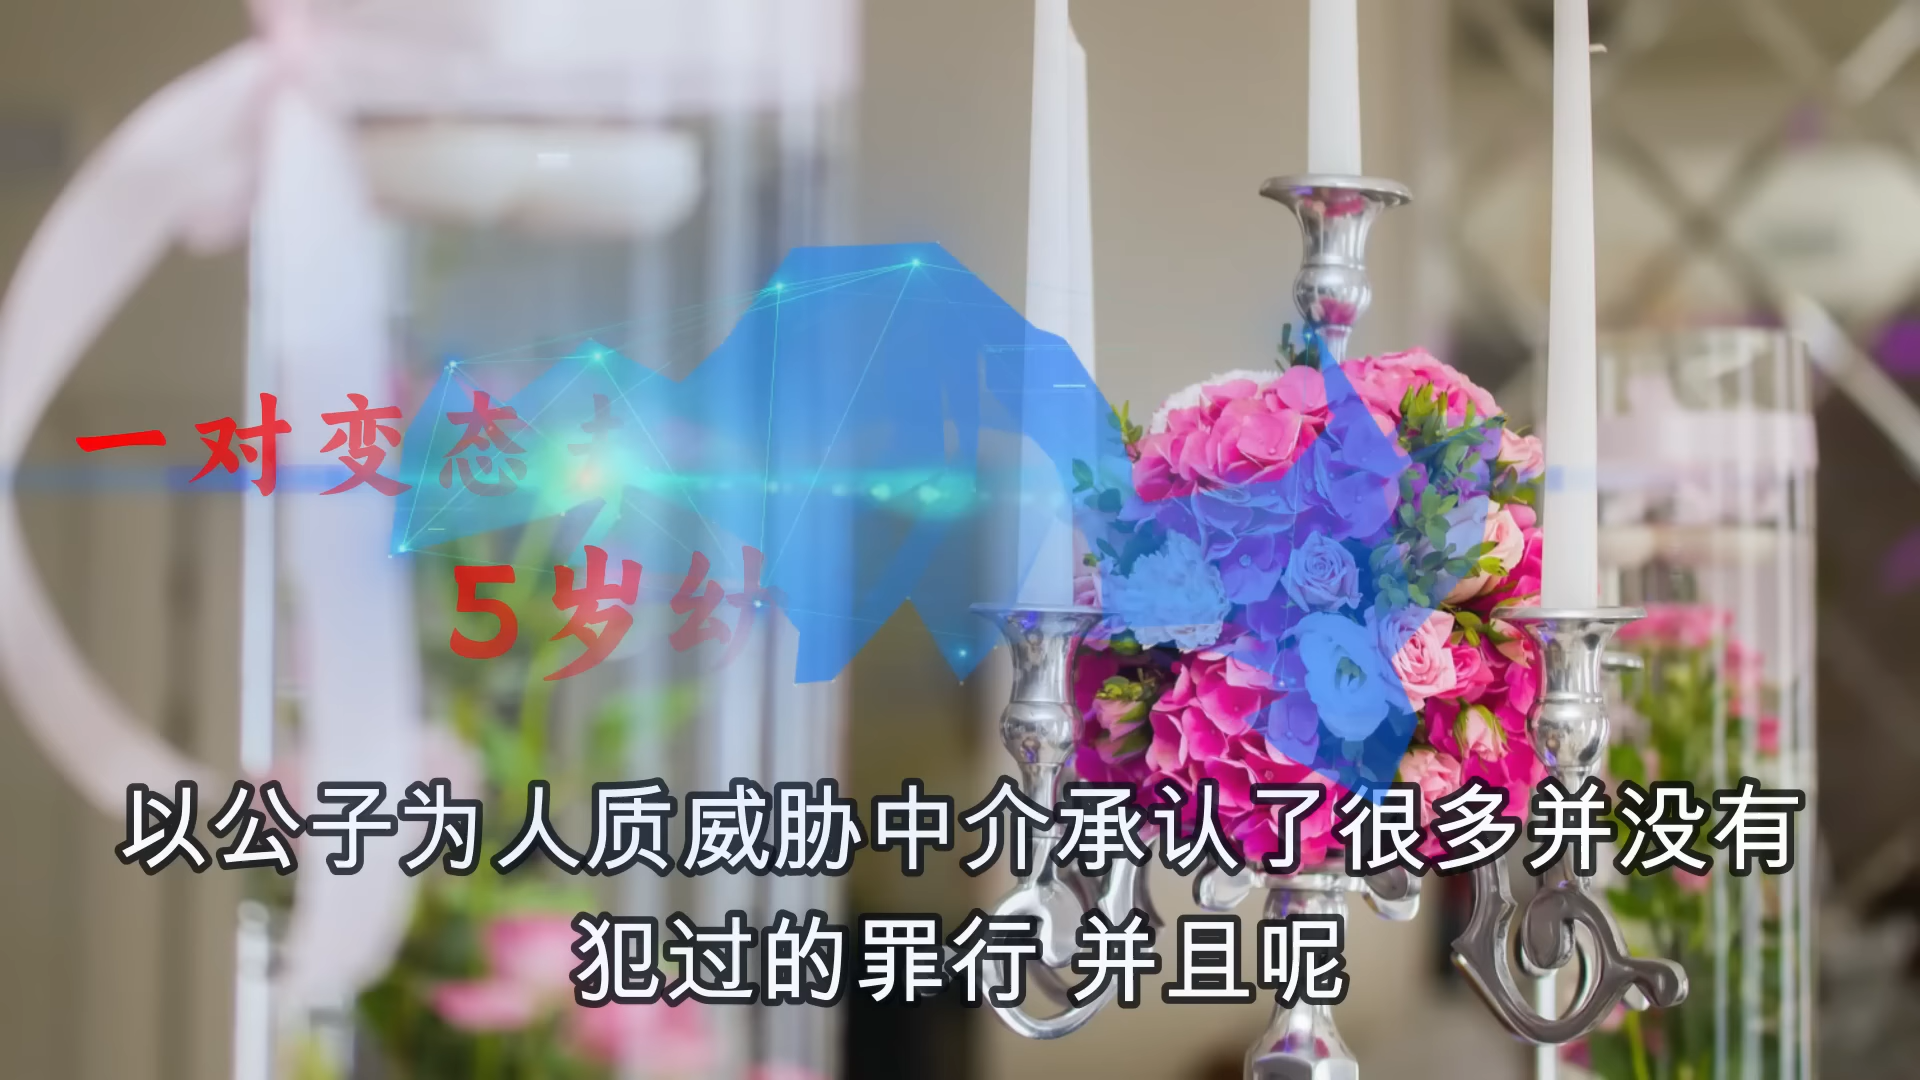 一对变态
5岁幼
以公子为人质威胁中介承认了很多并没有
犯过的罪行 并且呢